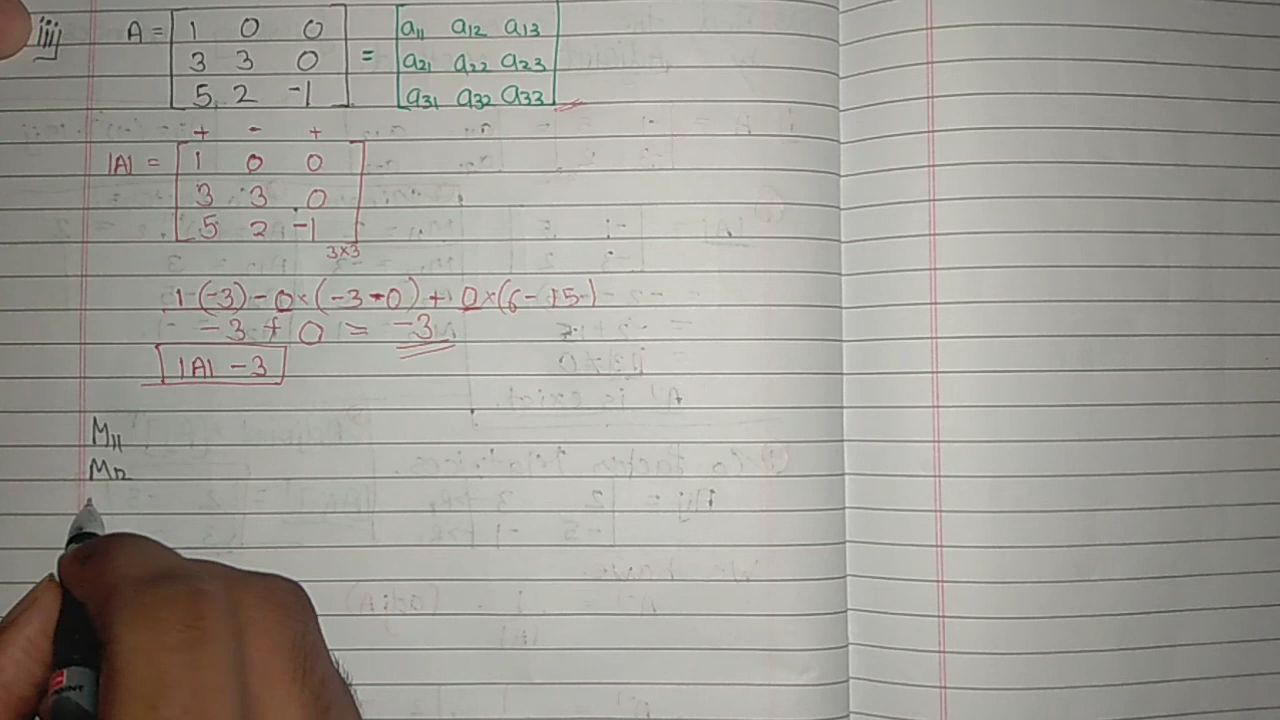 iii) A = [ 1 0 0 = [ a11 a12 a13
3 3 0
a21 a22 a23
5 2 -1 ]
a31 a32 a33 ]
+ - +
|A| = [ 1 0 0
3 3 0
5 2 -1 ] 3×3
1-(-3) - 0×(-3-0) + 0×(6-15)
-3 + 0 = -3
|A| -3
M11
M12